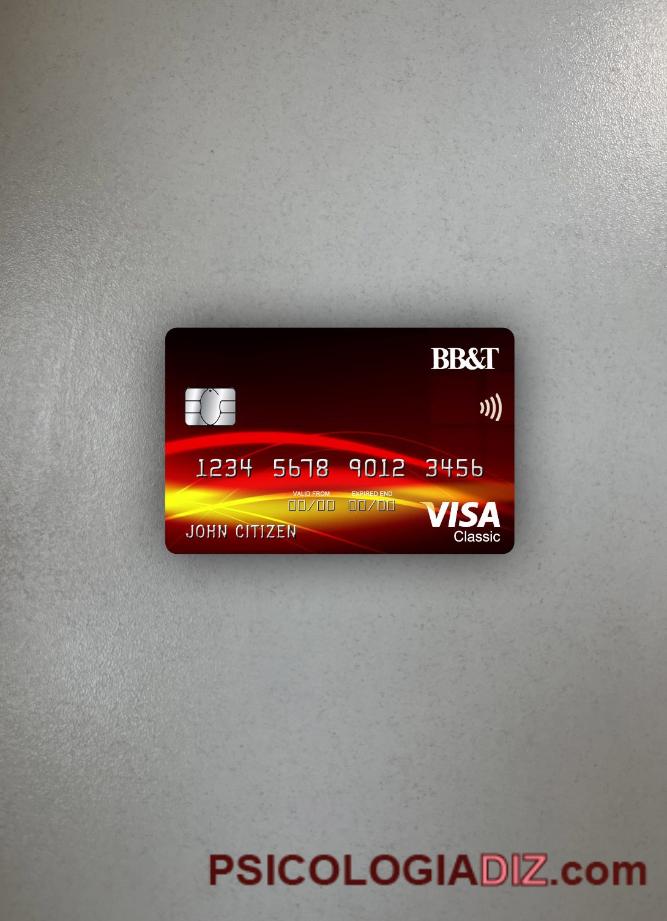 BB&T
1234 5678 9012 3456
VALID FROM EXPIRED END
00/00 00/00
VISA
JOHN CITIZEN
Classic
PSICOLOGIADIZ.com